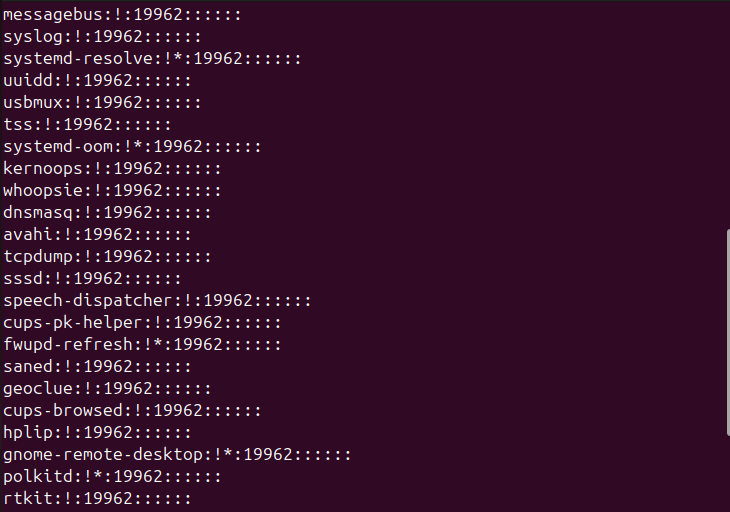 messagebus:!:19962::::::
syslog:!:19962::::::
systemd-resolve:!*:19962::::::
uuidd:!:19962::::::
usbmux:!:19962::::::
tss:!:19962::::::
systemd-oom:!*:19962::::::
kernoops:!:19962::::::
whoopsie:!:19962::::::
dnsmasq:!:19962::::::
avahi:!:19962::::::
tcpdump:!:19962::::::
sssd:!:19962::::::
speech-dispatcher:!:19962::::::
cups-pk-helper:!:19962::::::
fwupd-refresh:!*:19962::::::
saned:!:19962::::::
geoclue:!:19962::::::
cups-browsed:!:19962::::::
hplip:!:19962::::::
gnome-remote-desktop:!*:19962::::::
polkitd:!*:19962::::::
rtkit:!:19962::::::